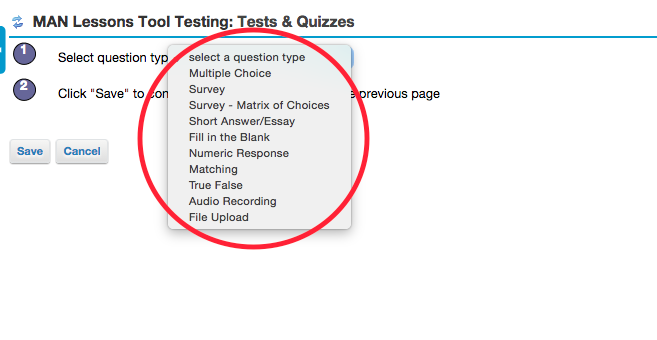 MAN Lessons Tool Testing: Tests & Quizzes
1 Select question typ
2 Click "Save" to con e previous page
select a question type
Multiple Choice
Survey
Survey - Matrix of Choices
Short Answer/Essay
Fill in the Blank
Numeric Response
Matching
True False
Audio Recording
File Upload
Save Cancel